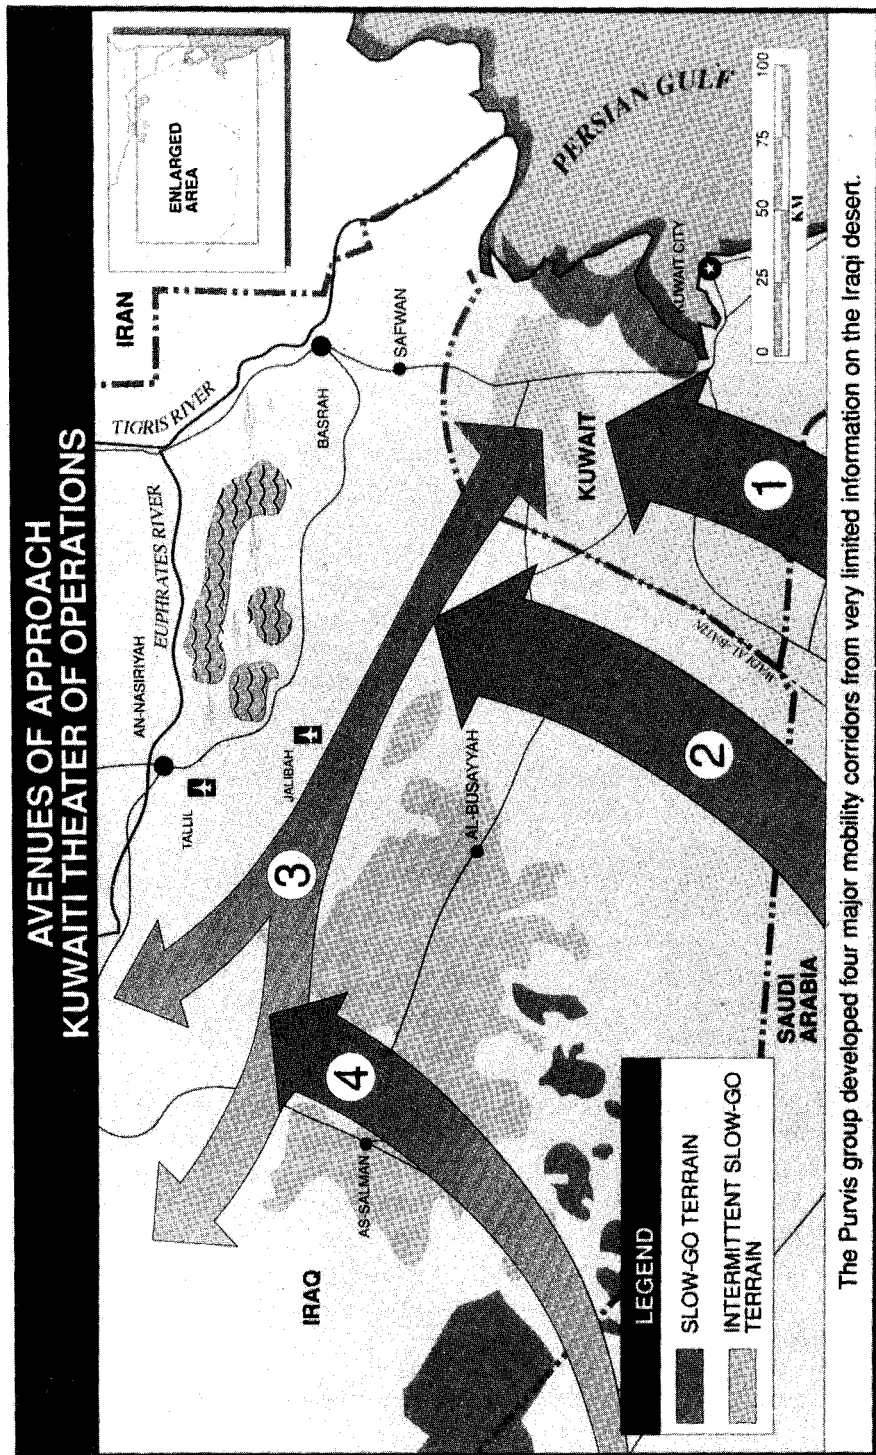 AVENUES OF APPROACH
KUWAITI THEATER OF OPERATIONS
ENLARGED
AREA
IRAN
TIGRIS RIVER
EUPHRATES RIVER
AN-NASIRIYAH
TALLIL
JALIBAH
BASRAH
SAFWAN
3
4
AS-SALMAN
IRAQ
AL-BUSAYYAH
2
KUWAIT
1
KUWAIT CITY
PERSIAN GULF
WADI AL BATIN
SAUDI
ARABIA
0 25 50 75 100
KM
LEGEND
SLOW-GO TERRAIN
INTERMITTENT SLOW-GO
TERRAIN
The Purvis group developed four major mobility corridors from very limited information on the Iraqi desert.